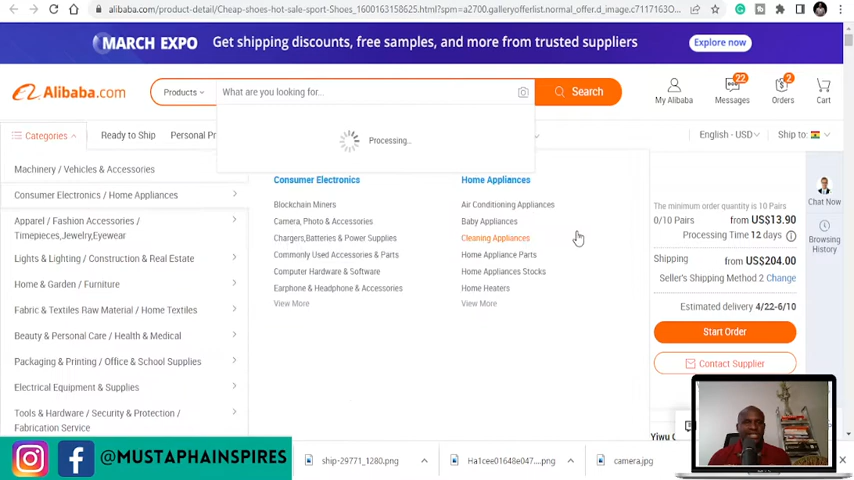 alibaba.com/product-detail/Cheap-shoes-hot-sale-sport-Shoes_1600163158625.html?spm=a2700.galleryofferlist.normal_offer.d_image.c7117163O...
MARCH EXPO Get shipping discounts, free samples, and more from trusted suppliers Explore now
Alibaba.com Products What are you looking for... Search
22 2
My Alibaba Messages Orders Cart
Categories Ready to Ship Personal Pr English - USD Ship to:
Processing..
Machinery / Vehicles & Accessories
Consumer Electronics / Home Appliances
Apparel / Fashion Accessories /
Timepieces,Jewelry,Eyewear
Lights & Lighting / Construction & Real Estate
Home & Garden / Furniture
Fabric & Textiles Raw Material / Home Textiles
Beauty & Personal Care / Health & Medical
Packaging & Printing / Office & School Supplies
Electrical Equipment & Supplies
Tools & Hardware / Security & Protection /
Fabrication Service
Consumer Electronics
Blockchain Miners
Camera, Photo & Accessories
Chargers,Batteries & Power Supplies
Commonly Used Accessories & Parts
Computer Hardware & Software
Earphone & Headphone & Accessories
View More
Home Appliances
Air Conditioning Appliances
Baby Appliances
Cleaning Appliances
Home Appliance Parts
Home Appliances Stocks
Home Heaters
View More
The minimum order quantity is 10 Pairs
0/10 Pairs from US$13.90
Processing Time 12 days
Shipping from US$204.00
Seller's Shipping Method 2 Change
Estimated delivery 4/22-6/10
Start Order
Contact Supplier
Yiwu
Chat Now
Browsing
History
@MUSTAPHAINSPIRES
ship-29771_1280.png
Ha1cee01648e047....png
camera.jpg